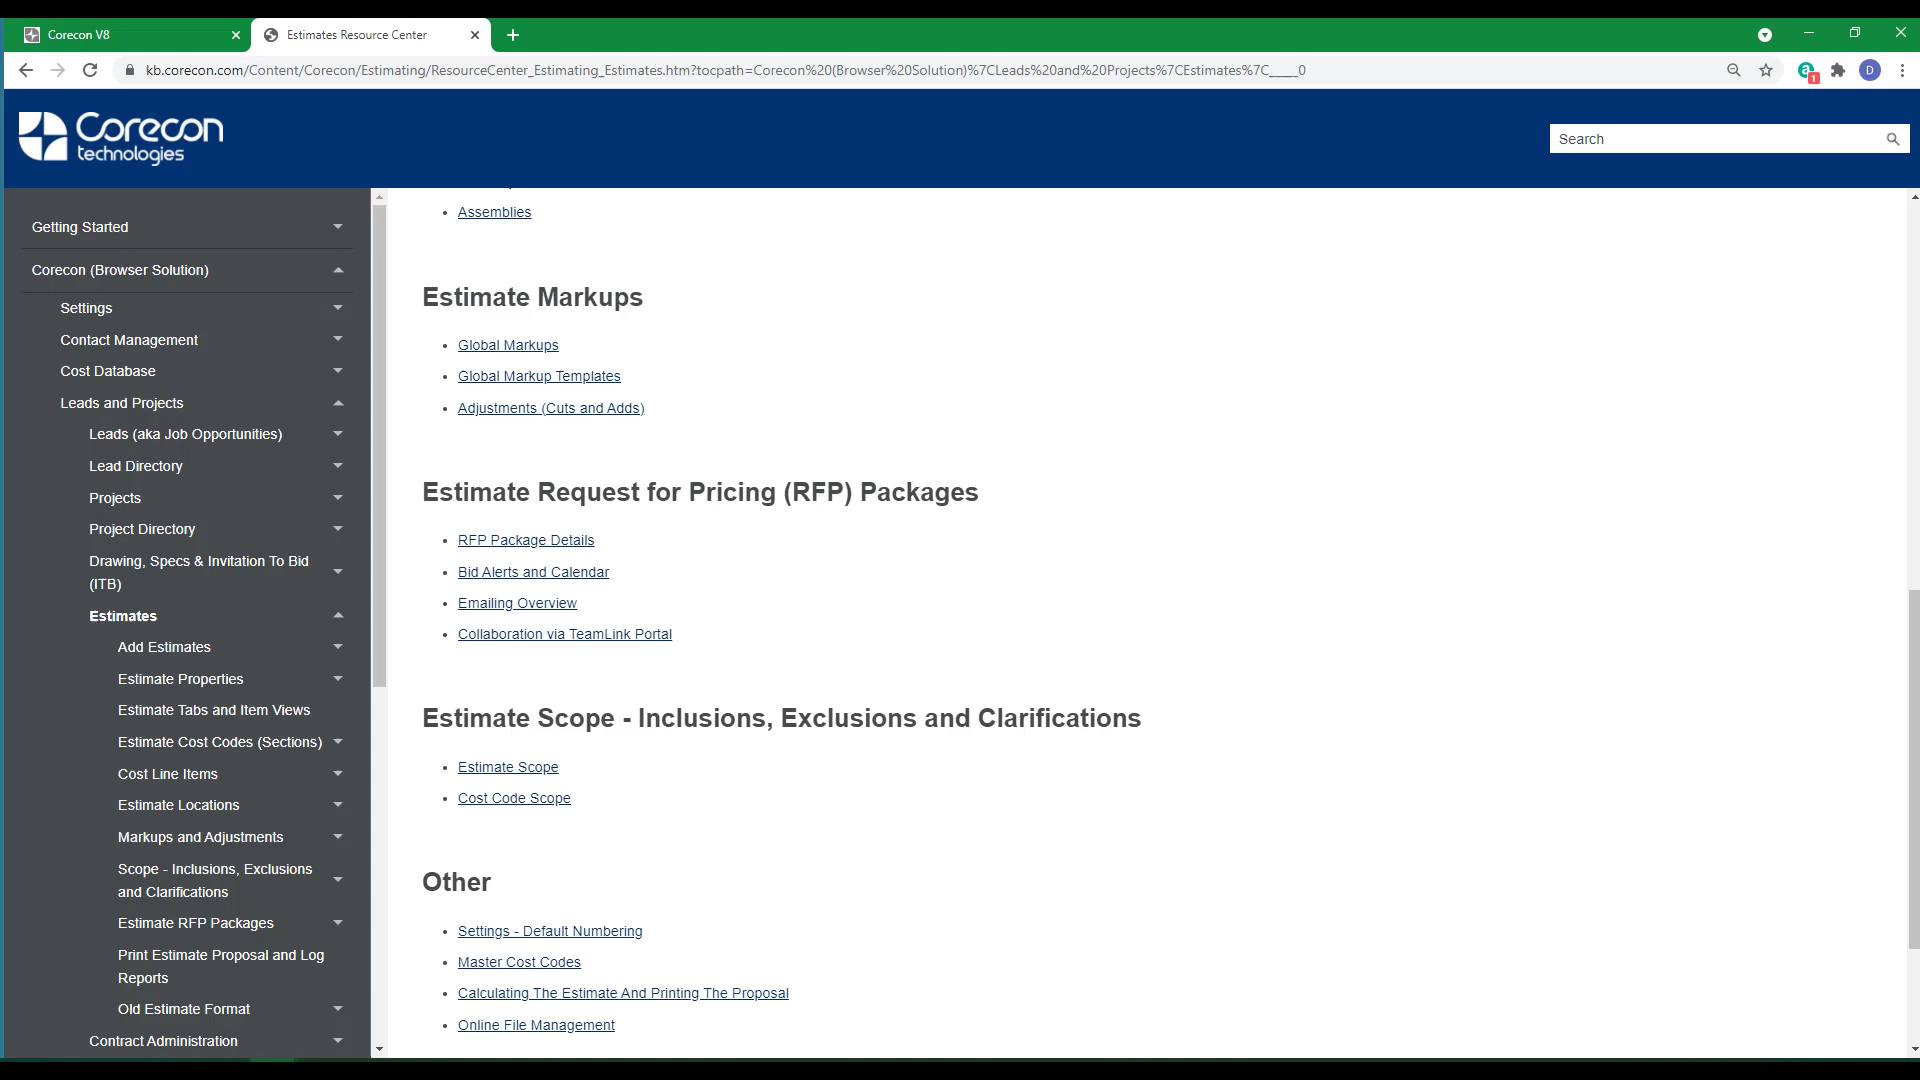 Corecon V8
Estimates Resource Center
kb.corecon.com/Content/Corecon/Estimating/ResourceCenter_Estimating_Estimates.htm?tocpath=Corecon%20(Browser%20Solution)%7CLeads%20and%20Projects%7CEstimates%7C_____0
a
1
D
Corecon
technologies
Search
Getting Started
Corecon (Browser Solution)
Settings
Contact Management
Cost Database
Leads and Projects
Leads (aka Job Opportunities)
Lead Directory
Projects
Project Directory
Drawing, Specs & Invitation To Bid
(ITB)
Estimates
Add Estimates
Estimate Properties
Estimate Tabs and Item Views
Estimate Cost Codes (Sections)
Cost Line Items
Estimate Locations
Markups and Adjustments
Scope - Inclusions, Exclusions
and Clarifications
Estimate RFP Packages
Print Estimate Proposal and Log
Reports
Old Estimate Format
Contract Administration
Assemblies
Estimate Markups
Global Markups
Global Markup Templates
Adjustments (Cuts and Adds)
Estimate Request for Pricing (RFP) Packages
RFP Package Details
Bid Alerts and Calendar
Emailing Overview
Collaboration via TeamLink Portal
Estimate Scope - Inclusions, Exclusions and Clarifications
Estimate Scope
Cost Code Scope
Other
Settings - Default Numbering
Master Cost Codes
Calculating The Estimate And Printing The Proposal
Online File Management